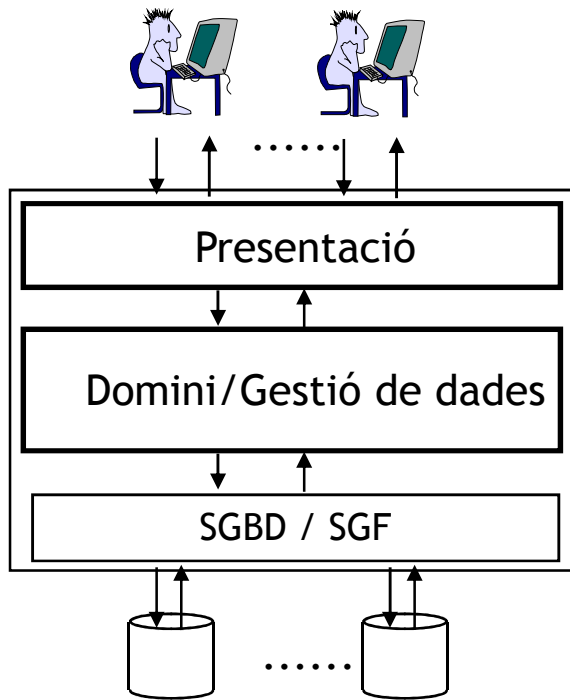 Presentació
Domini/Gestió de dades
SGBD / SGF